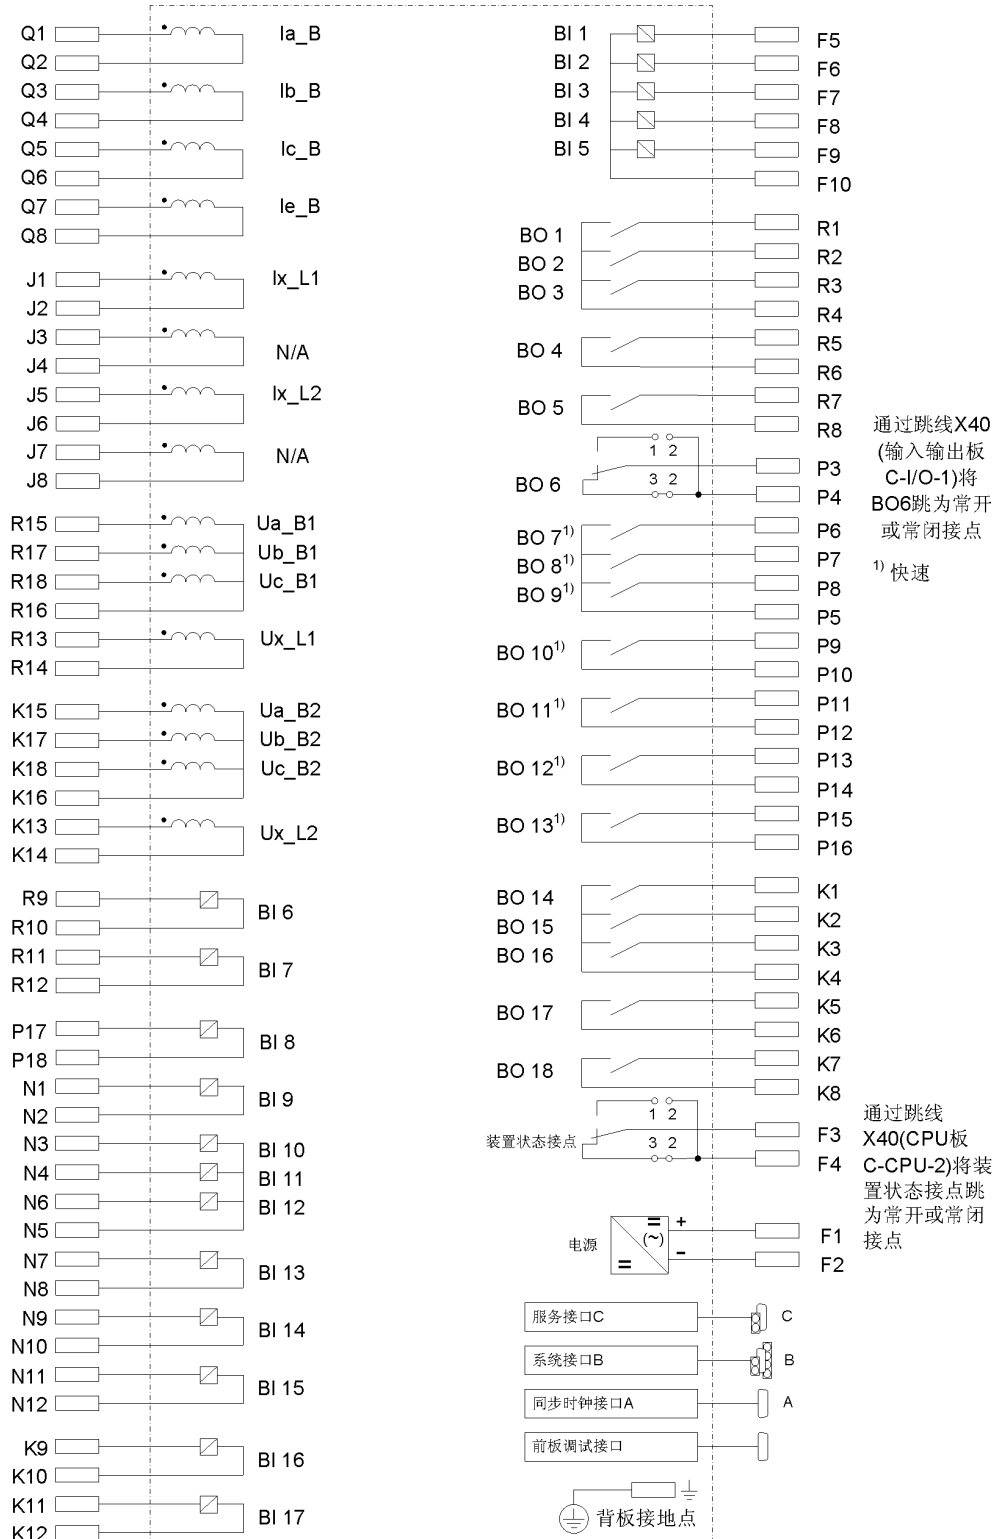 Q1 Ia_B
Q2
Q3 Ib_B
Q4
Q5 Ic_B
Q6
Q7 Ie_B
Q8
J1 Ix_L1
J2
J3
N/A
J4
J5 Ix_L2
J6
J7
N/A
J8
R15 Ua_B1
R17 Ub_B1
R18 Uc_B1
R16
R13 Ux_L1
R14
K15 Ua_B2
K17 Ub_B2
K18 Uc_B2
K16
K13 Ux_L2
K14
R9
BI 6
R10
R11
BI 7
R12
P17
BI 8
P18
N1
BI 9
N2
N3 BI 10
N4 BI 11
N6 BI 12
N5
N7
BI 13
N8
N9
BI 14
N10
N11
BI 15
N12
K9
BI 16
K10
K11
BI 17
K12
BI 1 F5
BI 2 F6
BI 3 F7
BI 4 F8
BI 5 F9
F10
BO 1 R1
BO 2 R2
BO 3 R3
R4
BO 4 R5
R6
BO 5 R7
R8
1 2
BO 6 P3
3 2
P4
BO 7¹⁾ P6
BO 8¹⁾ P7
BO 9¹⁾ P8
P5
BO 10¹⁾ P9
P10
BO 11¹⁾ P11
P12
BO 12¹⁾ P13
P14
BO 13¹⁾ P15
P16
BO 14 K1
BO 15 K2
BO 16 K3
K4
BO 17 K5
K6
BO 18 K7
K8
1 2
装置状态接点 F3
3 2
F4
电源 = (~) = + F1
- F2
服务接口C C
系统接口B B
同步时钟接口A A
前板调试接口
背板接地点
通过跳线X40
(输入输出板
C-I/O-1)将
BO6跳为常开
或常闭接点
¹⁾ 快速
通过跳线
X40(CPU板
C-CPU-2)将装
置状态接点跳
为常开或常闭
接点